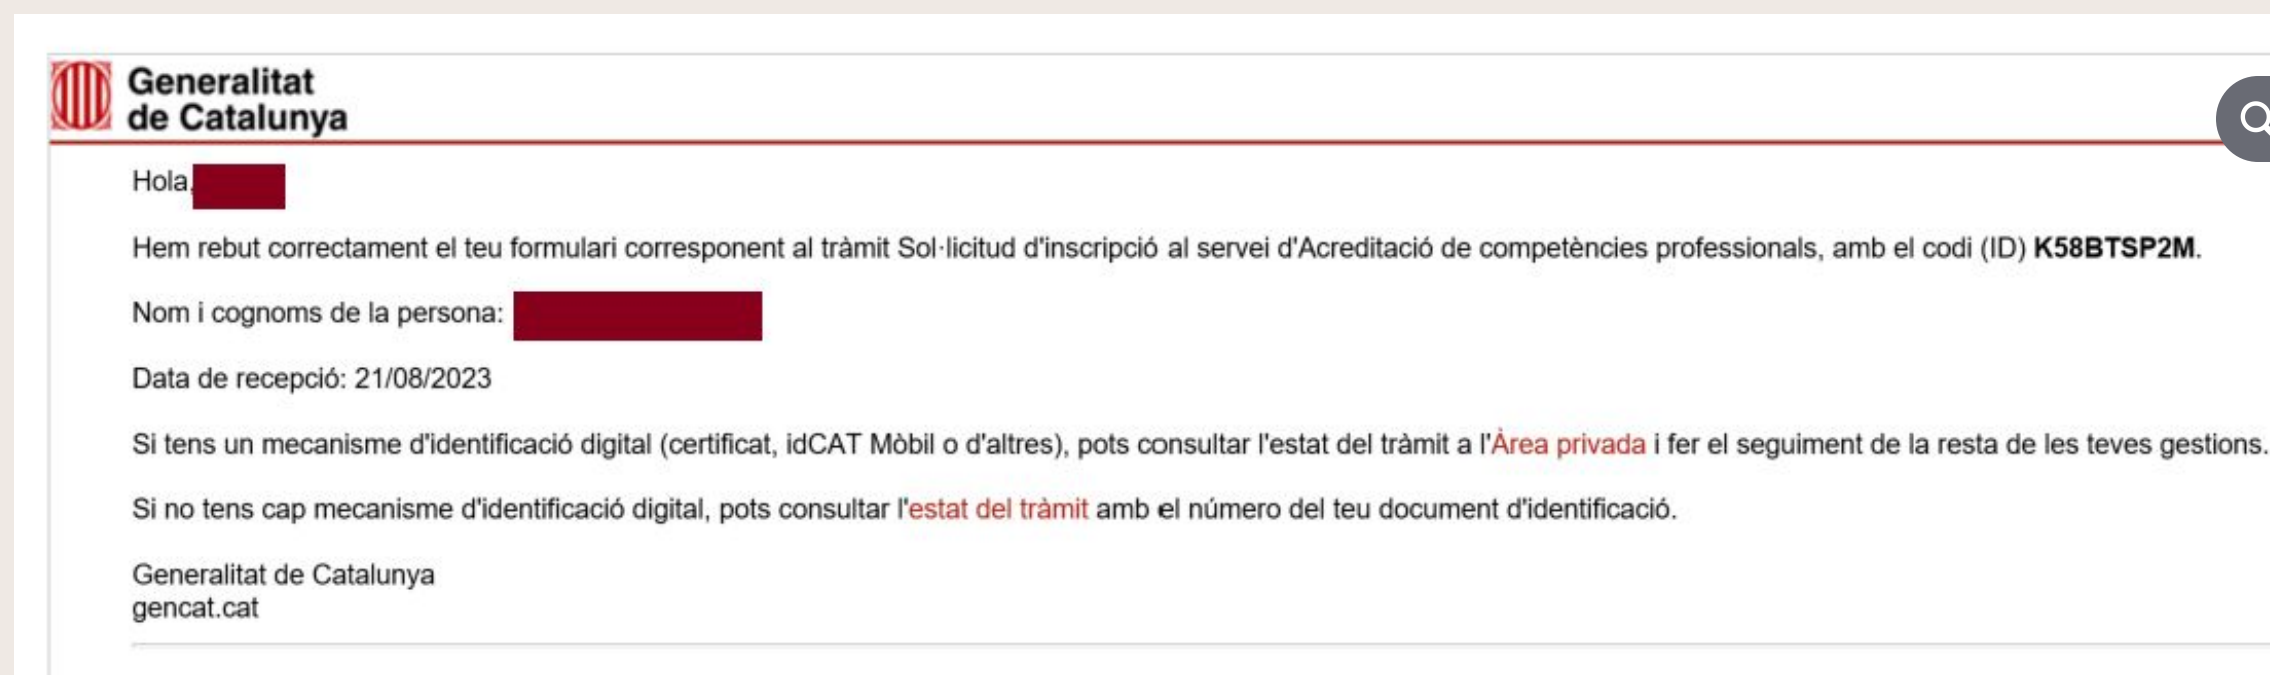 Generalitat
de Catalunya
Hola,
Hem rebut correctament el teu formulari corresponent al tràmit Sol·licitud d'inscripció al servei d'Acreditació de competències professionals, amb el codi (ID) K58BTSP2M.
Nom i cognoms de la persona:
Data de recepció: 21/08/2023
Si tens un mecanisme d'identificació digital (certificat, idCAT Mòbil o d'altres), pots consultar l'estat del tràmit a l'Àrea privada i fer el seguiment de la resta de les teves gestions.
Si no tens cap mecanisme d'identificació digital, pots consultar l'estat del tràmit amb el número del teu document d'identificació.
Generalitat de Catalunya
gencat.cat